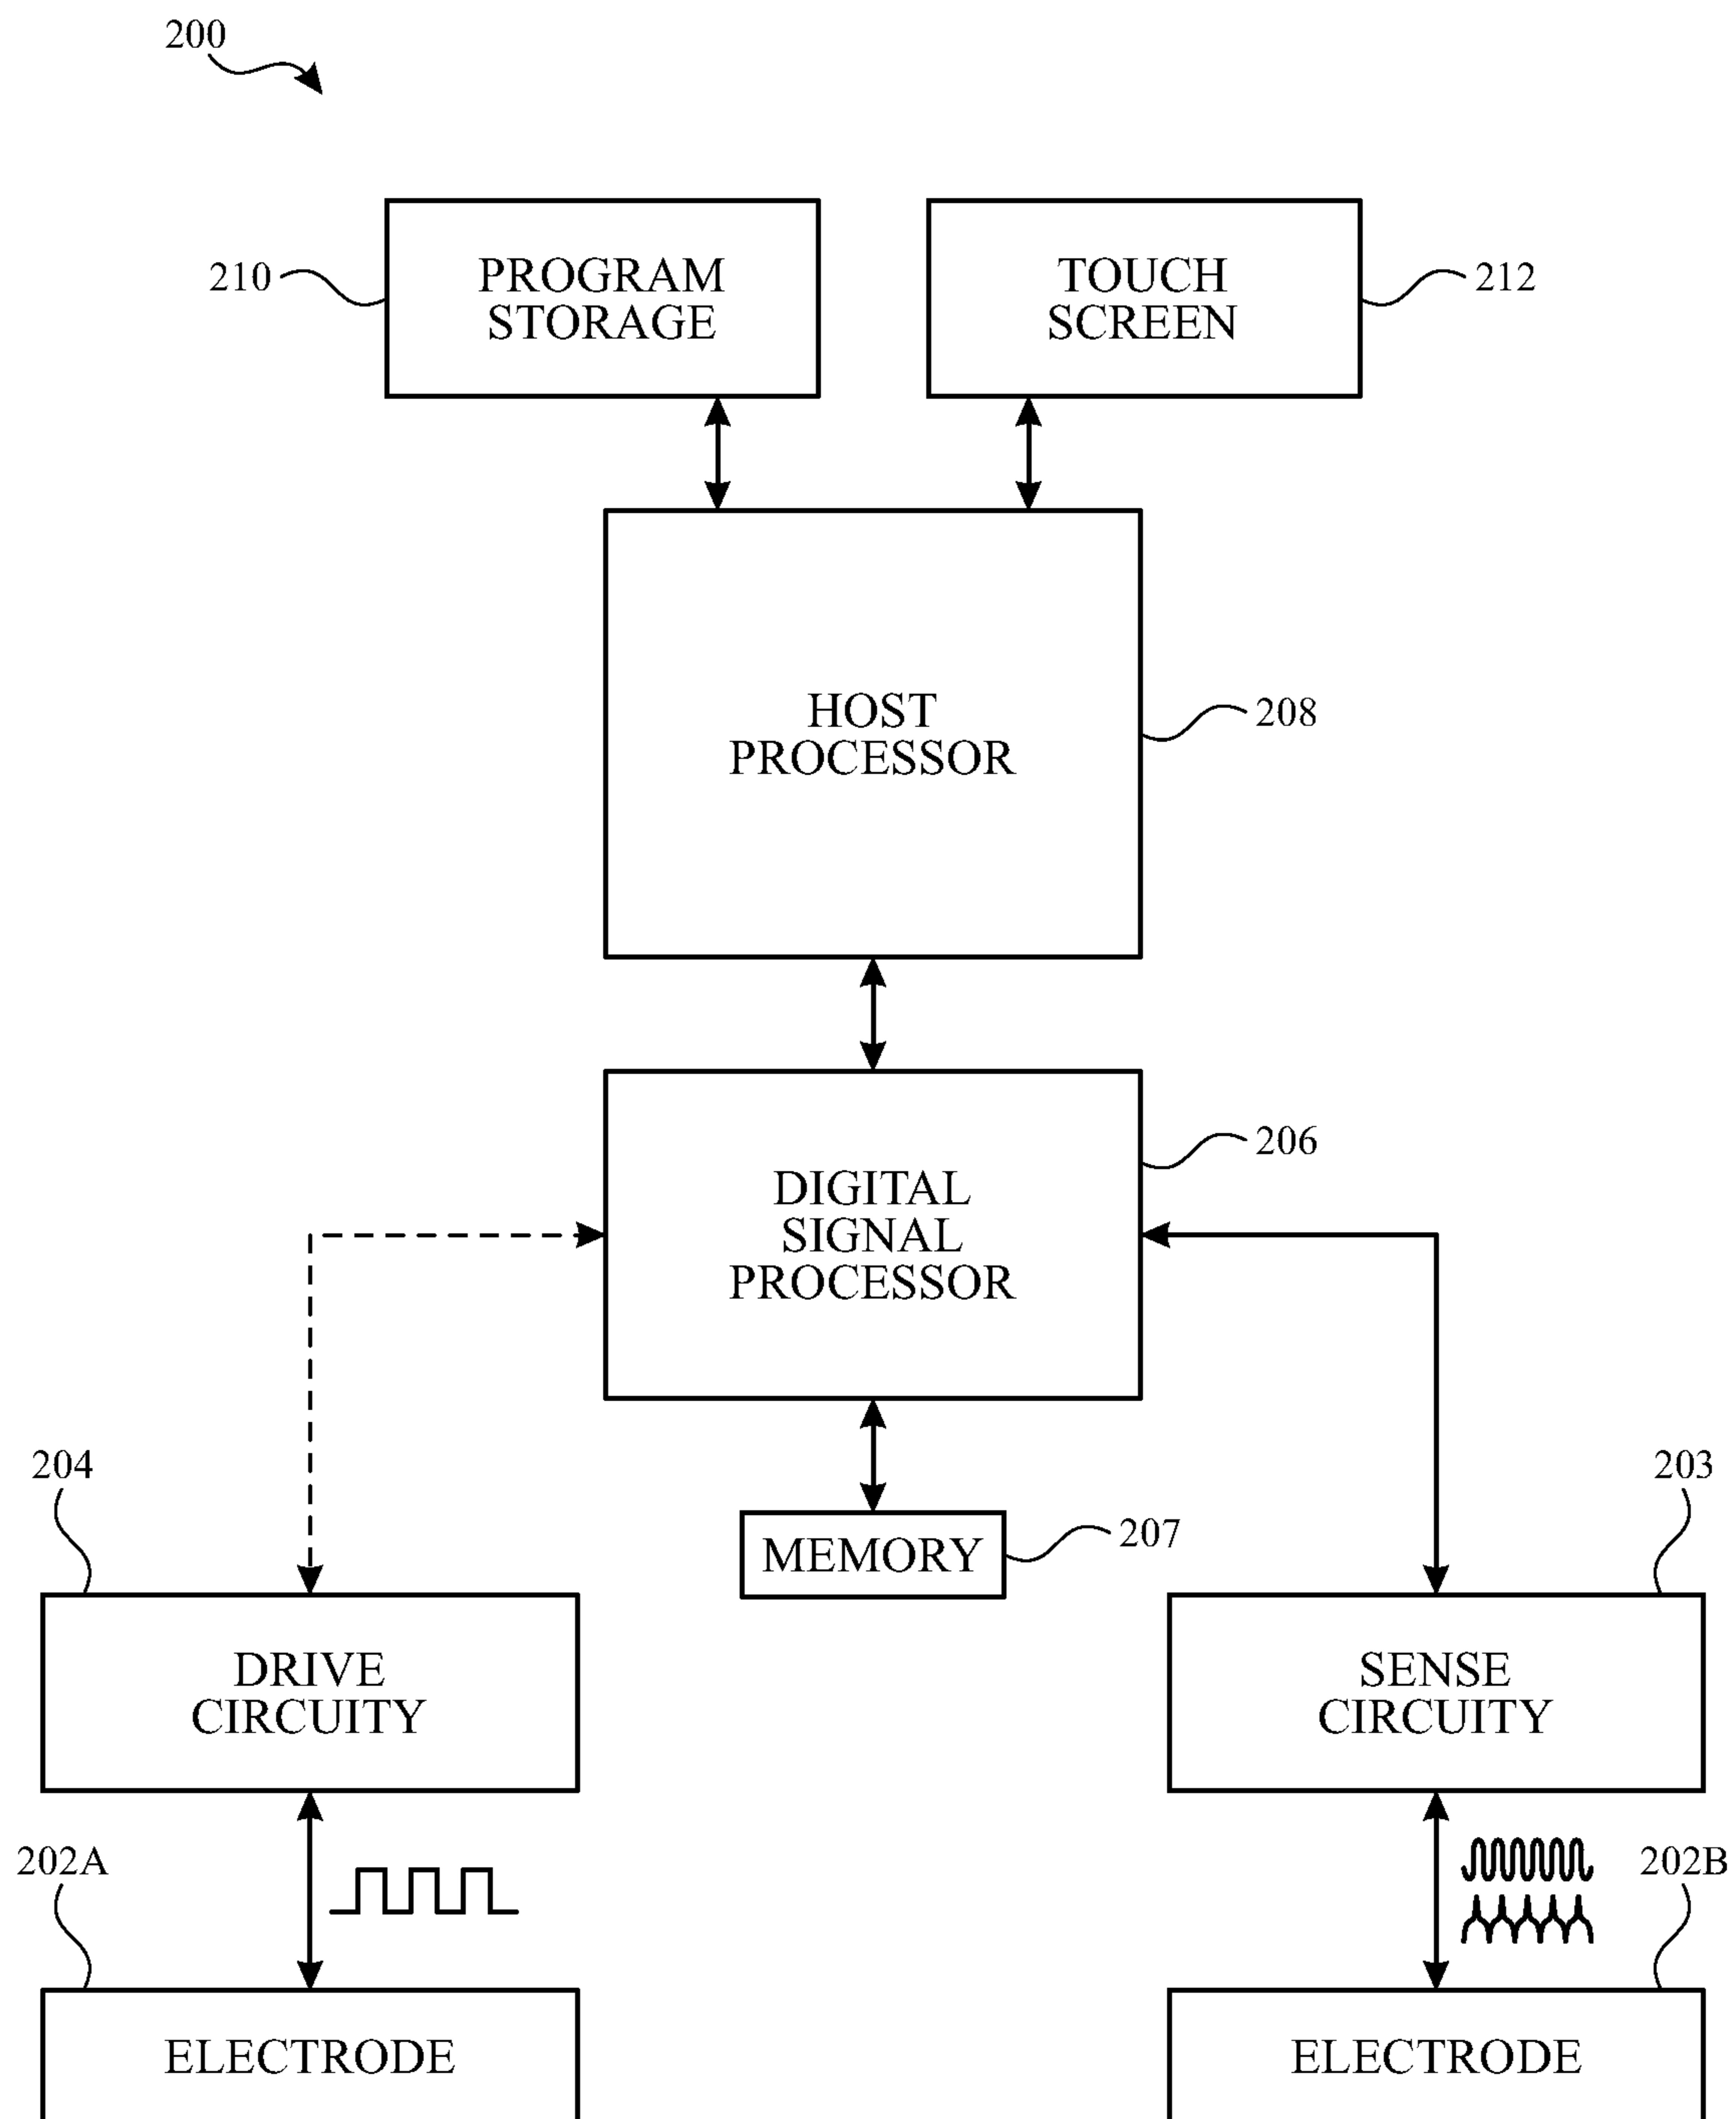 200
210
PROGRAM
STORAGE
TOUCH
SCREEN
212
HOST
PROCESSOR
208
206
DIGITAL
SIGNAL
PROCESSOR
204
203
MEMORY
207
DRIVE
CIRCUITY
SENSE
CIRCUITY
202A
202B
ELECTRODE
ELECTRODE